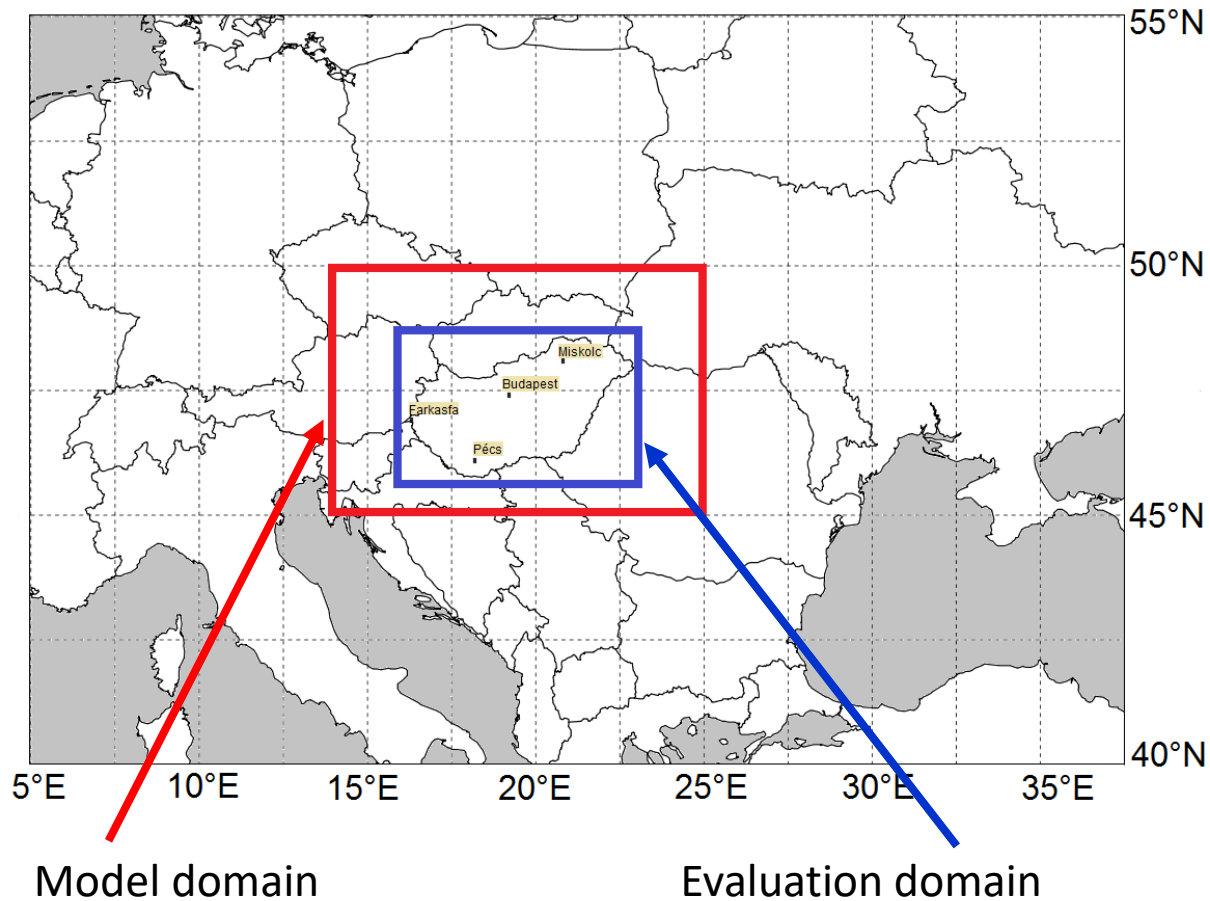 55°N
50°N
Miskolc
Budapest
Farkasfa
Pécs
45°N
40°N
5°E 10°E 15°E 20°E 25°E 30°E 35°E
Model domain Evaluation domain